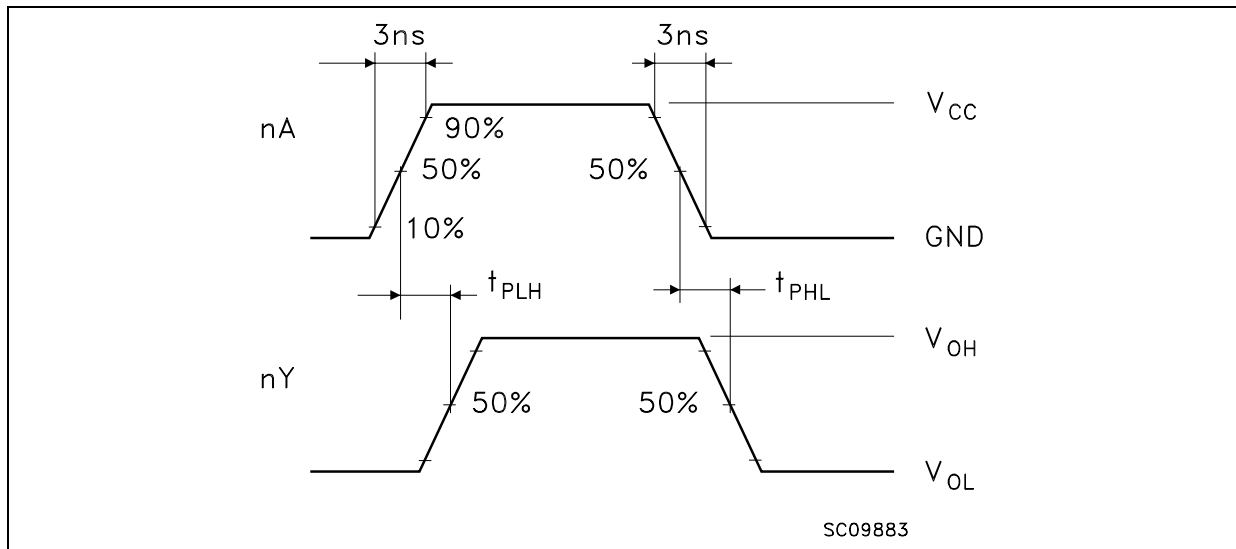 3ns 3ns
V_CC
nA
90%
50% 50%
10%
GND
t_PLH t_PHL
V_OH
nY
50% 50%
V_OL
SC09883